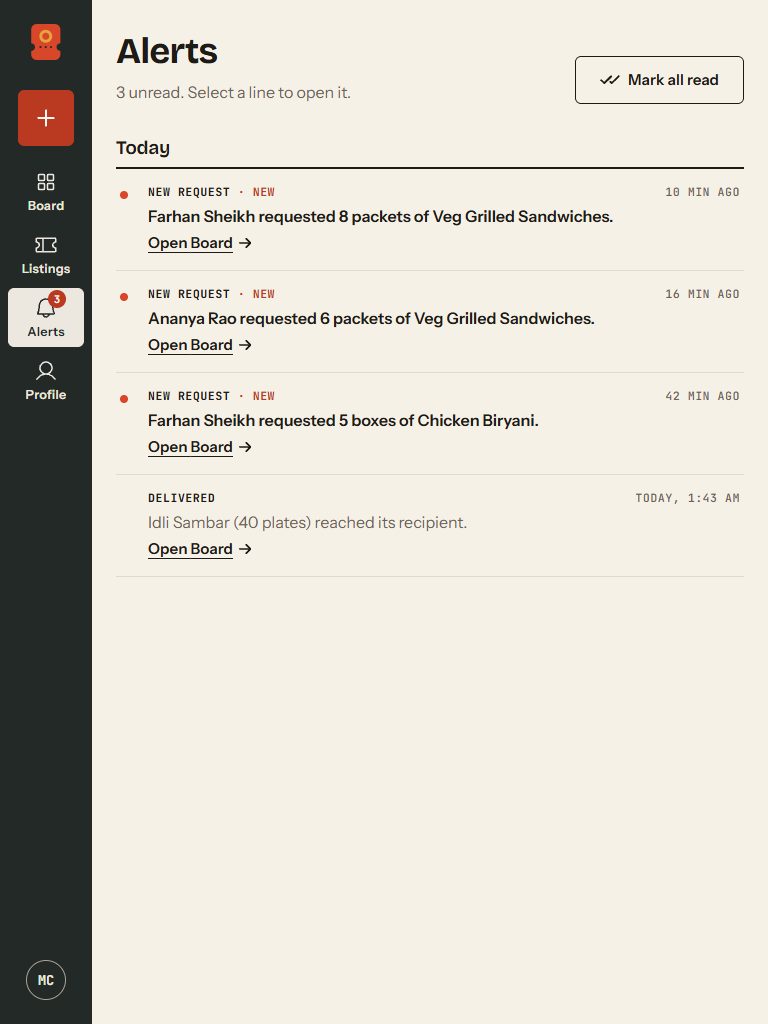 Alerts
3 unread. Select a line to open it.
Mark all read
Board
Listings
3
Alerts
Profile
MC
Today
NEW REQUEST · NEW
10 MIN AGO
Farhan Sheikh requested 8 packets of Veg Grilled Sandwiches.
Open Board →
NEW REQUEST · NEW
16 MIN AGO
Ananya Rao requested 6 packets of Veg Grilled Sandwiches.
Open Board →
NEW REQUEST · NEW
42 MIN AGO
Farhan Sheikh requested 5 boxes of Chicken Biryani.
Open Board →
DELIVERED
TODAY, 1:43 AM
Idli Sambar (40 plates) reached its recipient.
Open Board →